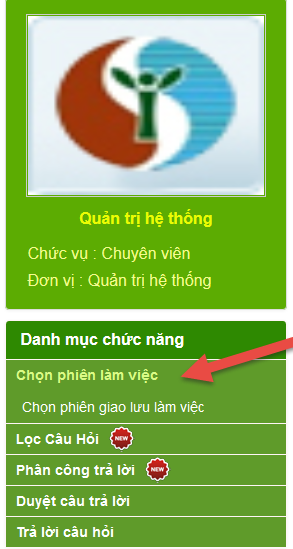 Quản trị hệ thống
Chức vụ : Chuyên viên
Đơn vị : Quản trị hệ thống
Danh mục chức năng
Chọn phiên làm việc
Chọn phiên giao lưu làm việc
Lọc Câu Hỏi NEW
Phân công trả lời NEW
Duyệt câu trả lời
Trả lời câu hỏi